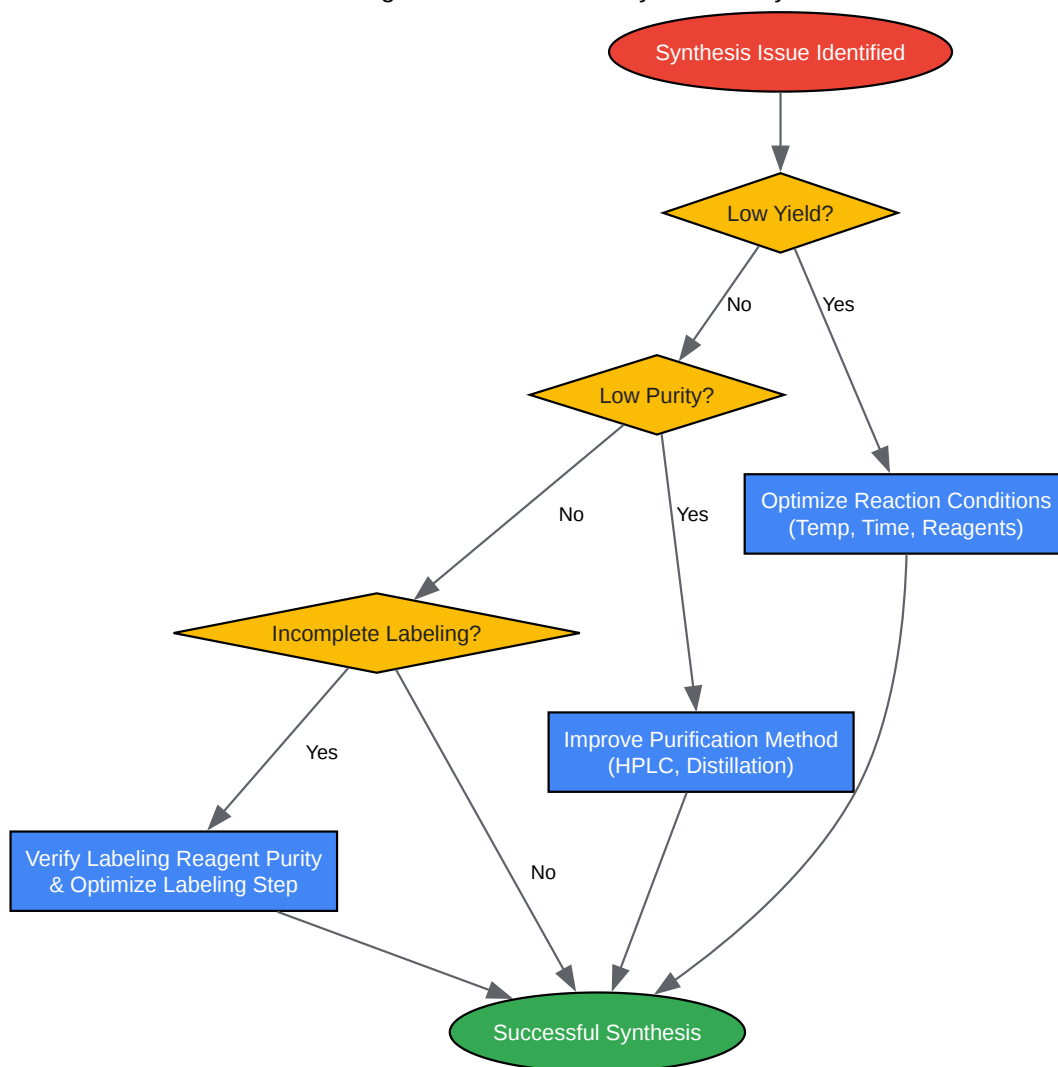 Synthesis Issue Identified
Low Yield?
No
Yes
Low Purity?
No
Yes
Optimize Reaction Conditions
(Temp, Time, Reagents)
Incomplete Labeling?
Yes
No
Improve Purification Method
(HPLC, Distillation)
Verify Labeling Reagent Purity
& Optimize Labeling Step
Successful Synthesis